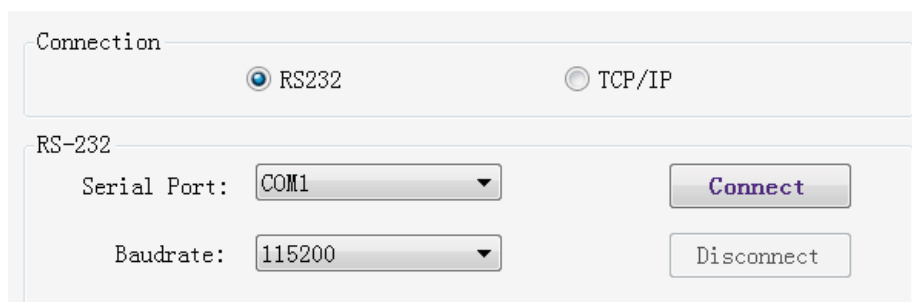 Connection
RS232 TCP/IP
RS-232
Serial Port: COM1 Connect
Baudrate: 115200 Disconnect